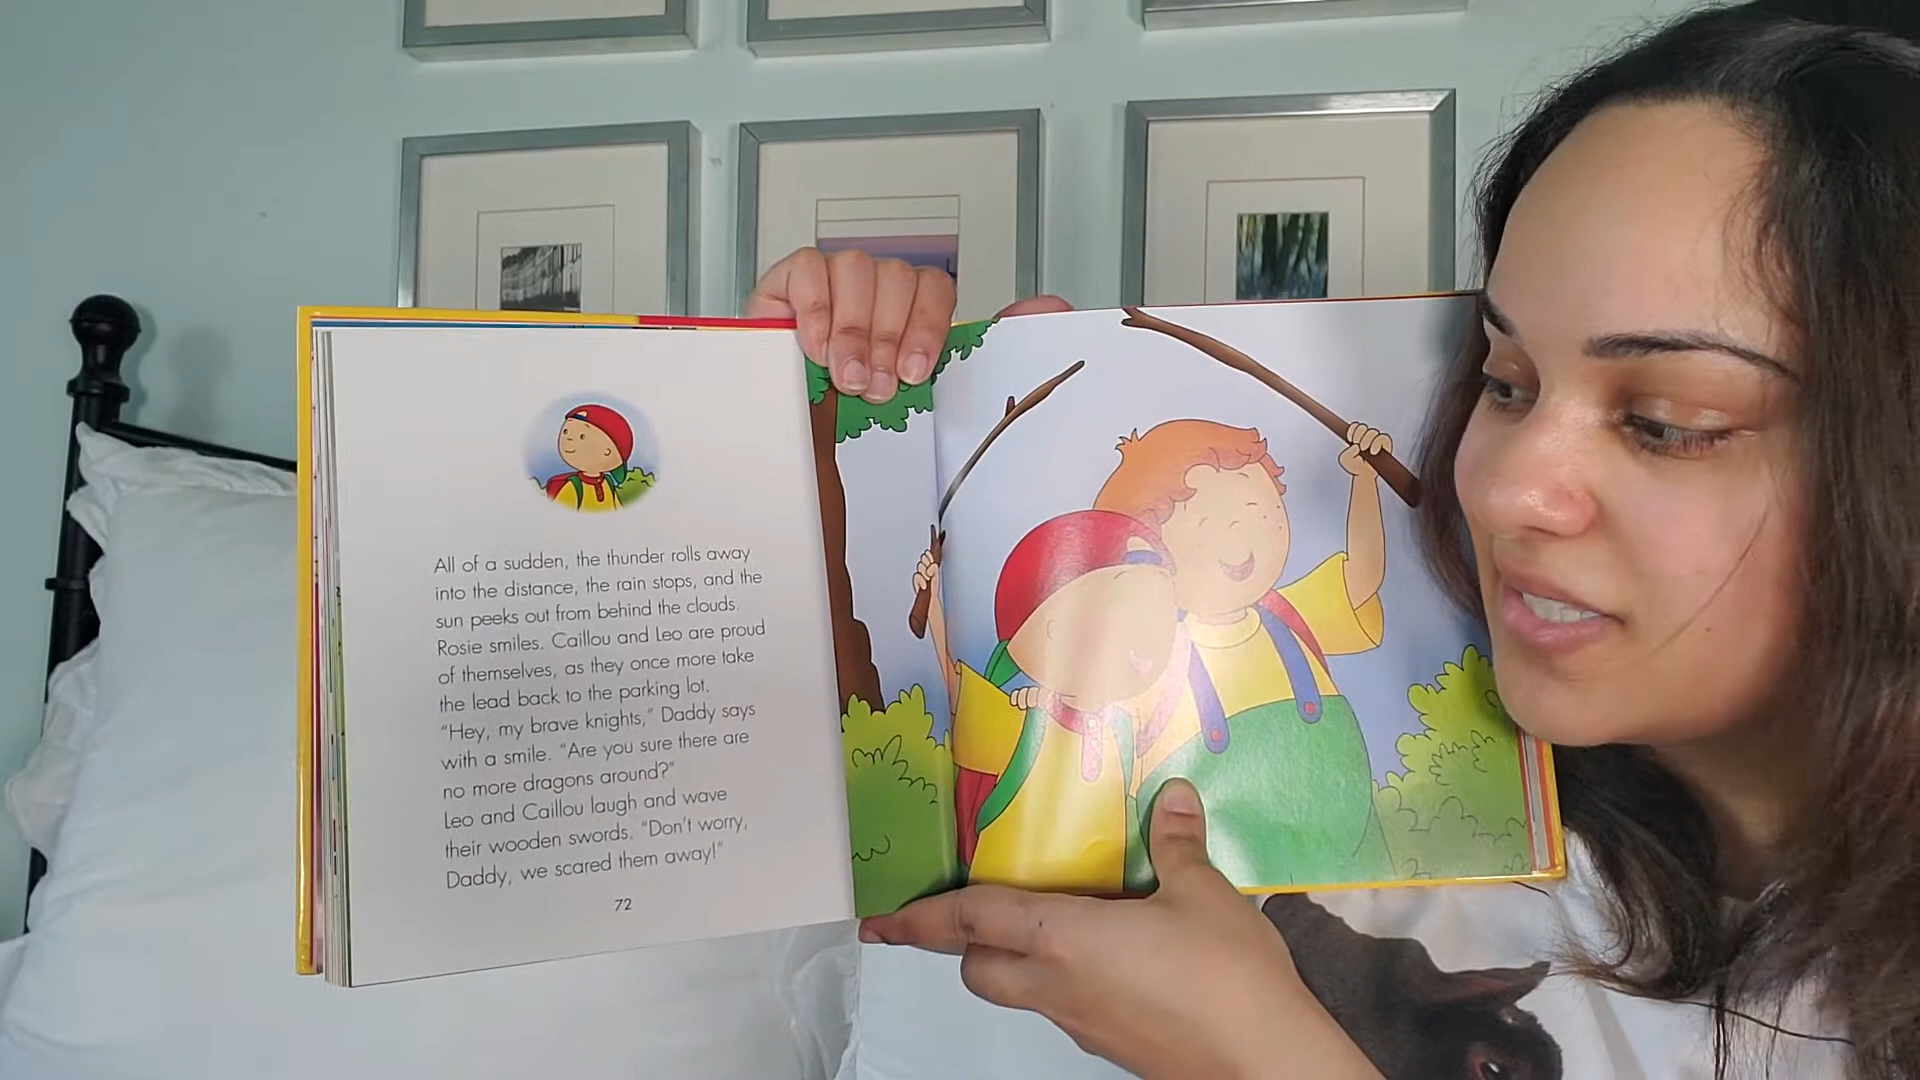 All of a sudden, the thunder rolls away
into the distance, the rain stops, and the
sun peeks out from behind the clouds.
Rosie smiles. Caillou and Leo are proud
of themselves, as they once more take
the lead back to the parking lot.
"Hey, my brave knights," Daddy says
with a smile. "Are you sure there are
no more dragons around?"
Leo and Caillou laugh and wave
their wooden swords. "Don't worry,
Daddy, we scared them away!"
72